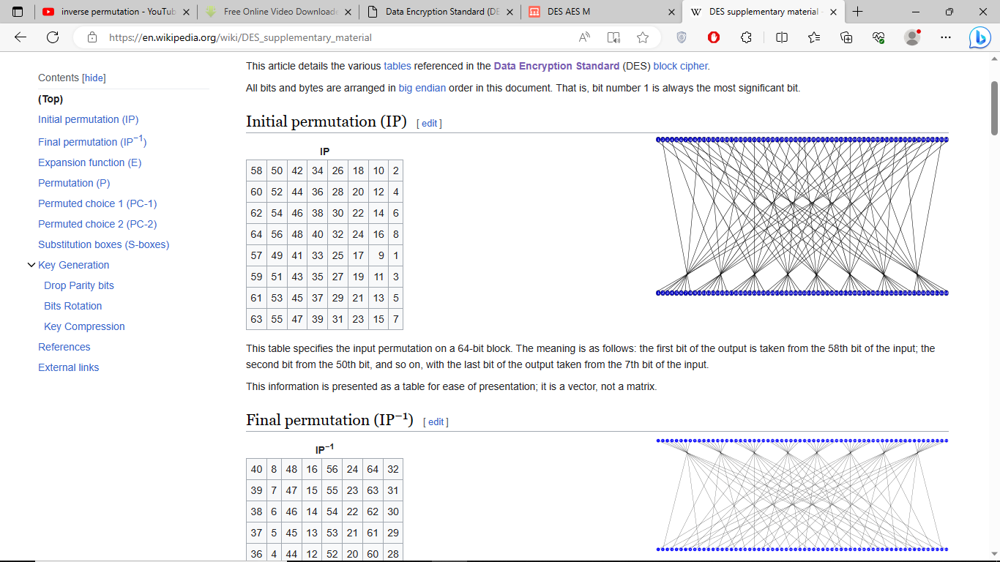 inverse permutation - YouTub
Free Online Video Downloade
Data Encryption Standard (DE
DES AES M
DES supplementary material -
https://en.wikipedia.org/wiki/DES_supplementary_material
Contents [hide]
(Top)
Initial permutation (IP)
Final permutation (IP−1)
Expansion function (E)
Permutation (P)
Permuted choice 1 (PC-1)
Permuted choice 2 (PC-2)
Substitution boxes (S-boxes)
Key Generation
Drop Parity bits
Bits Rotation
Key Compression
References
External links
This article details the various tables referenced in the Data Encryption Standard (DES) block cipher.
All bits and bytes are arranged in big endian order in this document. That is, bit number 1 is always the most significant bit.
Initial permutation (IP) [ edit ]
IP
58 50 42 34 26 18 10 2
60 52 44 36 28 20 12 4
62 54 46 38 30 22 14 6
64 56 48 40 32 24 16 8
57 49 41 33 25 17 9 1
59 51 43 35 27 19 11 3
61 53 45 37 29 21 13 5
63 55 47 39 31 23 15 7
This table specifies the input permutation on a 64-bit block. The meaning is as follows: the first bit of the output is taken from the 58th bit of the input; the
second bit from the 50th bit, and so on, with the last bit of the output taken from the 7th bit of the input.
This information is presented as a table for ease of presentation; it is a vector, not a matrix.
Final permutation (IP−1) [ edit ]
IP−1
40 8 48 16 56 24 64 32
39 7 47 15 55 23 63 31
38 6 46 14 54 22 62 30
37 5 45 13 53 21 61 29
36 4 44 12 52 20 60 28